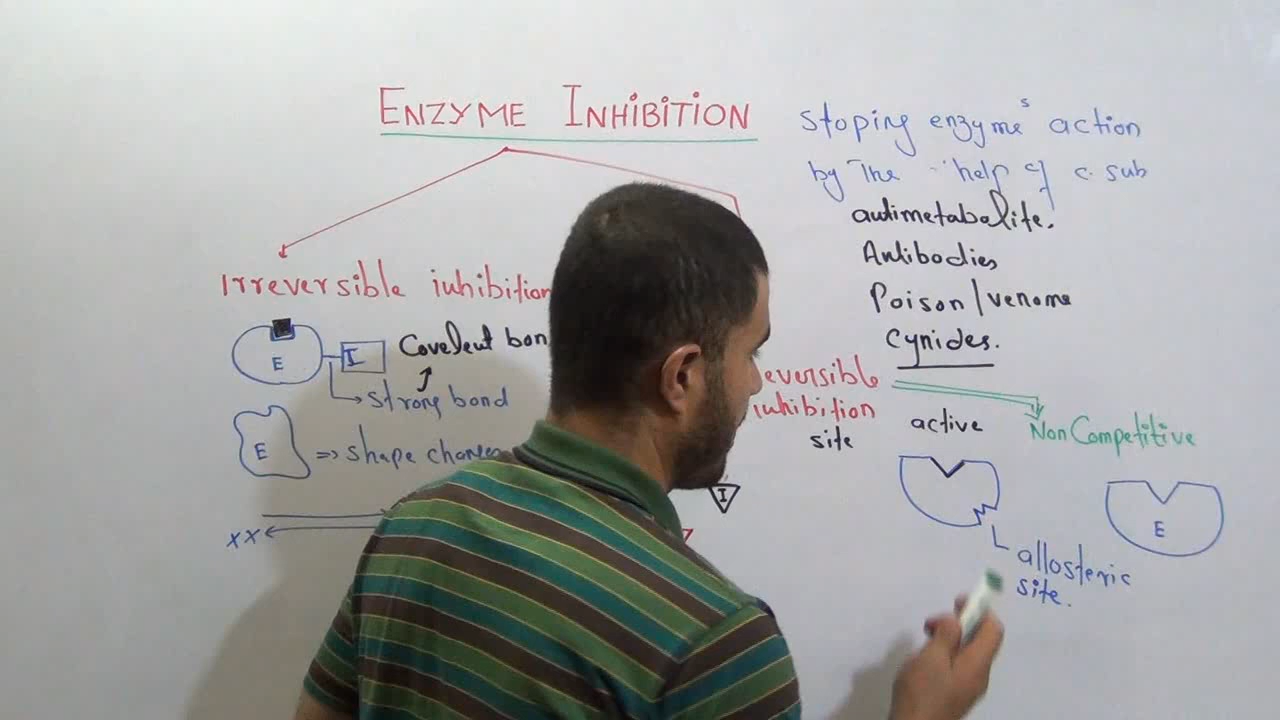 ENZYME INHIBITION
stoping enzyme s action
by The help of c. sub
antimetabolite.
Antibodies
Poison/venome
Cynides.
Irreversible inhibition
E
I
Covelent bon
strong bond
E
=> shape
XX
eversible
inhibition
site
I
active
Non Competitive
E
allosteric
site.